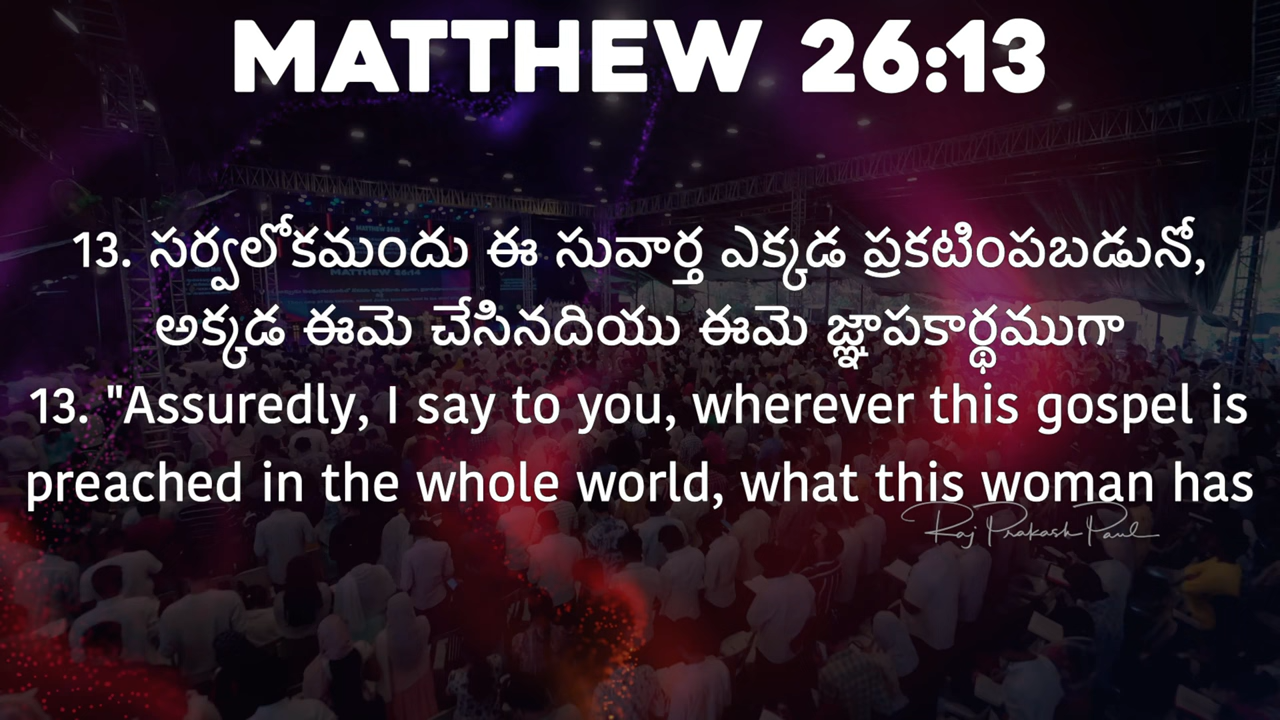 MATTHEW 26:13
13. సర్వలోకమందు ఈ సువార్త ఎక్కడ ప్రకటింపబడునో,
అక్కడ ఈమె చేసినదియు ఈమె జ్ఞాపకార్థముగా
13. "Assuredly, I say to you, wherever this gospel is
preached in the whole world, what this woman has
Raj Prakash Paul